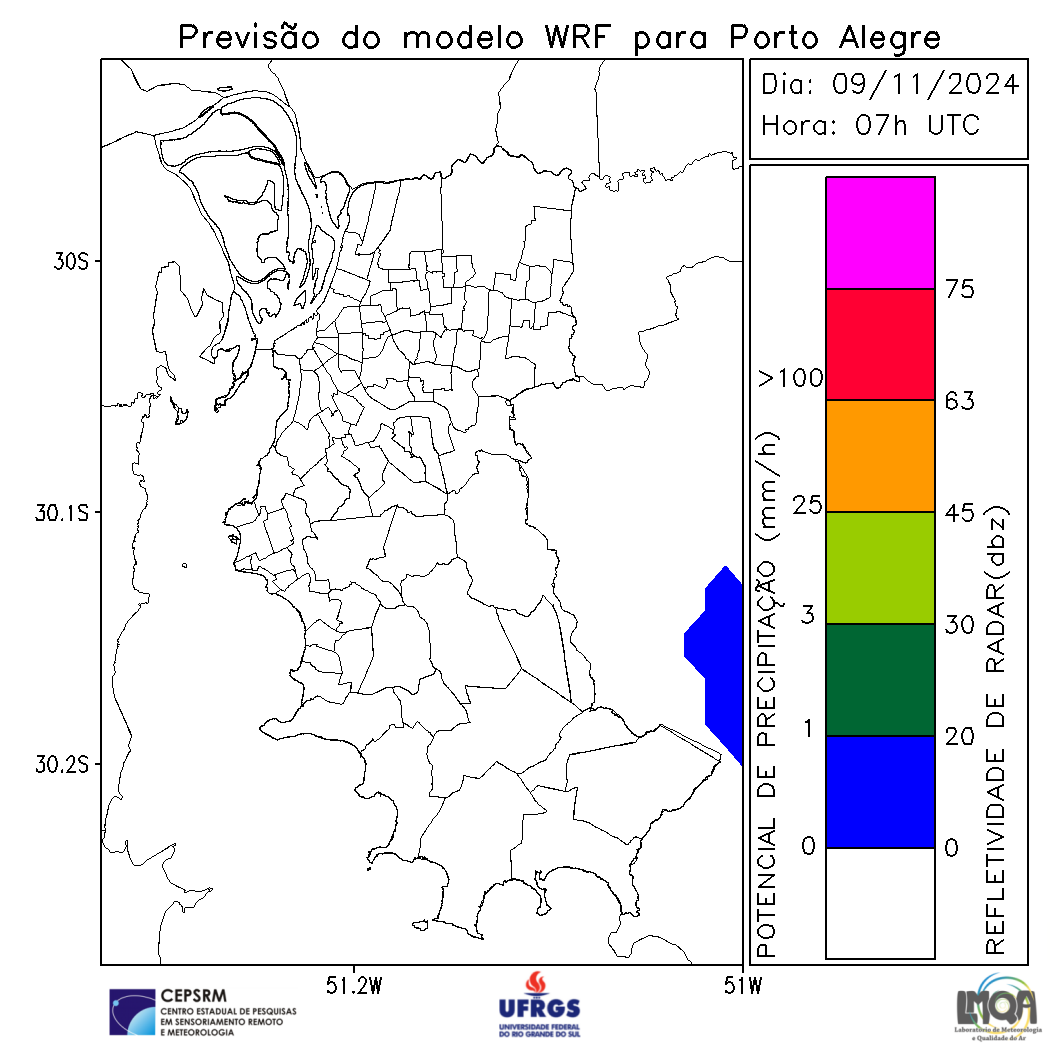 Previsão do modelo WRF para Porto Alegre
Dia: 09/11/2024
Hora: 07h UTC
30S
30.1S
30.2S
51.2W
51W
POTENCIAL DE PRECIPITAÇÃO (mm/h)
>100
25
3
1
0
75
63
45
30
20
0
REFLETIVIDADE DE RADAR(dbz)
CEPSRM
CENTRO ESTADUAL DE PESQUISAS
EM SENSORIAMENTO REMOTO
E METEOROLOGIA
UFRGS
UNIVERSIDADE FEDERAL
DO RIO GRANDE DO SUL
LMQA
Laboratório de Meteorologia
e Qualidade do Ar